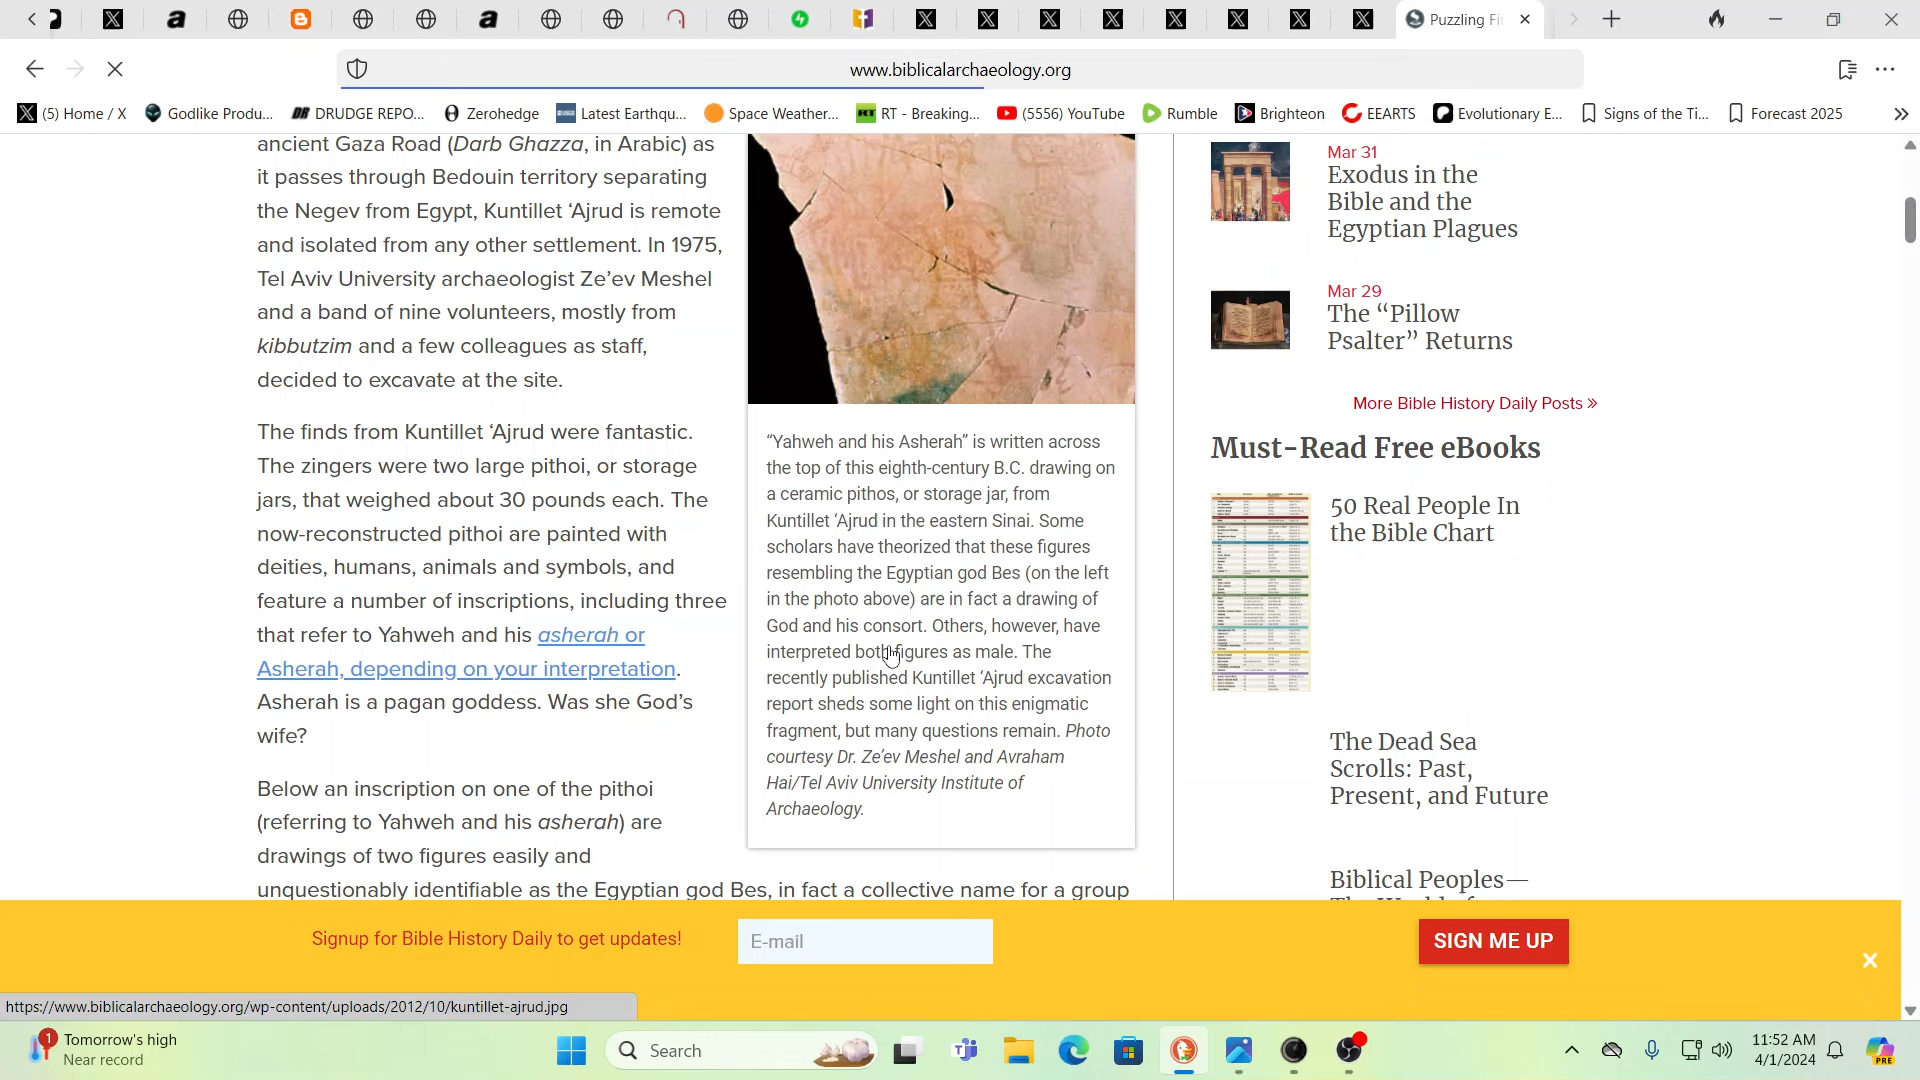 Puzzling Fi
www.biblicalarchaeology.org
(5) Home / X
Godlike Produ...
DRUDGE REPO...
Zerohedge
Latest Earthqu...
Space Weather...
RT - Breaking...
(5556) YouTube
Rumble
Brighteon
EEARTS
Evolutionary E...
Signs of the Ti...
Forecast 2025
ancient Gaza Road (Darb Ghazza, in Arabic) as
it passes through Bedouin territory separating
the Negev from Egypt, Kuntillet ‘Ajrud is remote
and isolated from any other settlement. In 1975,
Tel Aviv University archaeologist Ze’ev Meshel
and a band of nine volunteers, mostly from
kibbutzim and a few colleagues as staff,
decided to excavate at the site.
The finds from Kuntillet ‘Ajrud were fantastic.
The zingers were two large pithoi, or storage
jars, that weighed about 30 pounds each. The
now-reconstructed pithoi are painted with
deities, humans, animals and symbols, and
feature a number of inscriptions, including three
that refer to Yahweh and his asherah or
Asherah, depending on your interpretation.
Asherah is a pagan goddess. Was she God’s
wife?
Below an inscription on one of the pithoi
(referring to Yahweh and his asherah) are
drawings of two figures easily and
unquestionably identifiable as the Egyptian god Bes, in fact a collective name for a group
“Yahweh and his Asherah” is written across
the top of this eighth-century B.C. drawing on
a ceramic pithos, or storage jar, from
Kuntillet ‘Ajrud in the eastern Sinai. Some
scholars have theorized that these figures
resembling the Egyptian god Bes (on the left
in the photo above) are in fact a drawing of
God and his consort. Others, however, have
interpreted both figures as male. The
recently published Kuntillet ‘Ajrud excavation
report sheds some light on this enigmatic
fragment, but many questions remain. Photo
courtesy Dr. Ze’ev Meshel and Avraham
Hai/Tel Aviv University Institute of
Archaeology.
Mar 31
Exodus in the
Bible and the
Egyptian Plagues
Mar 29
The “Pillow
Psalter” Returns
More Bible History Daily Posts »
Must-Read Free eBooks
50 Real People In
the Bible Chart
The Dead Sea
Scrolls: Past,
Present, and Future
Biblical Peoples—
Signup for Bible History Daily to get updates!
E-mail
SIGN ME UP
https://www.biblicalarchaeology.org/wp-content/uploads/2012/10/kuntillet-ajrud.jpg
1
Tomorrow's high
Near record
Search
11:52 AM
4/1/2024
PRE